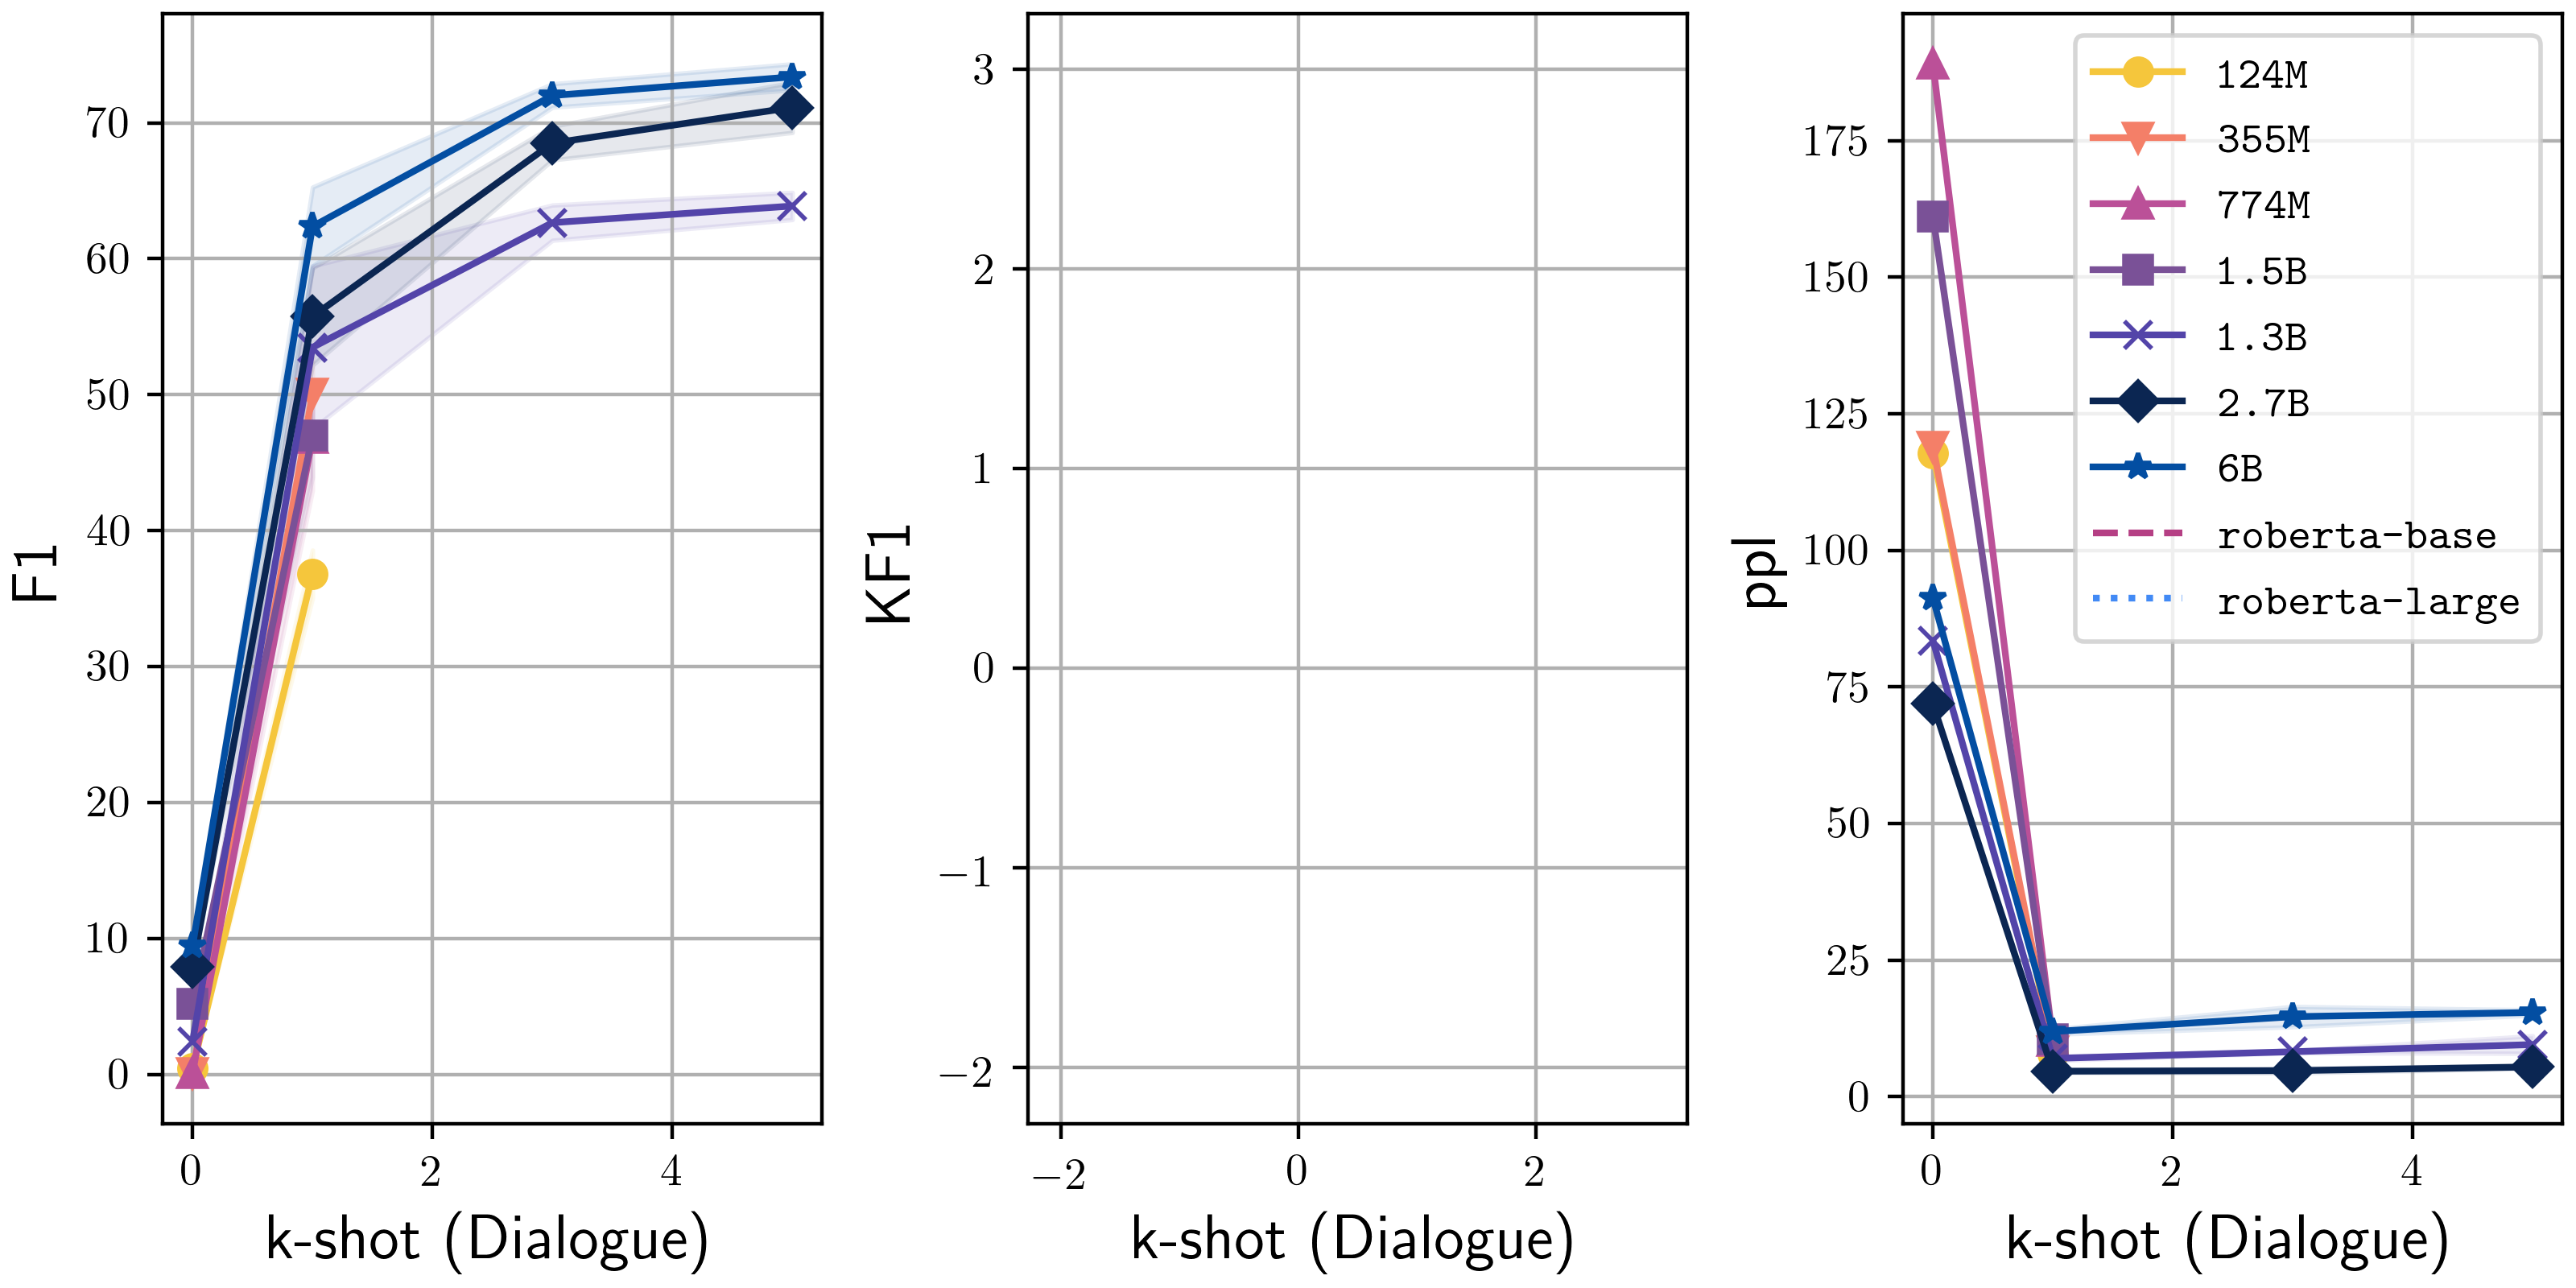 F1
70
60
50
40
30
20
10
0
0 2 4
k-shot (Dialogue)
KF1
3
2
1
0
−1
−2
−2 0 2
k-shot (Dialogue)
ppl
175
150
125
100
75
50
25
0
0 2 4
k-shot (Dialogue)
124M
355M
774M
1.5B
1.3B
2.7B
6B
roberta-base
roberta-large